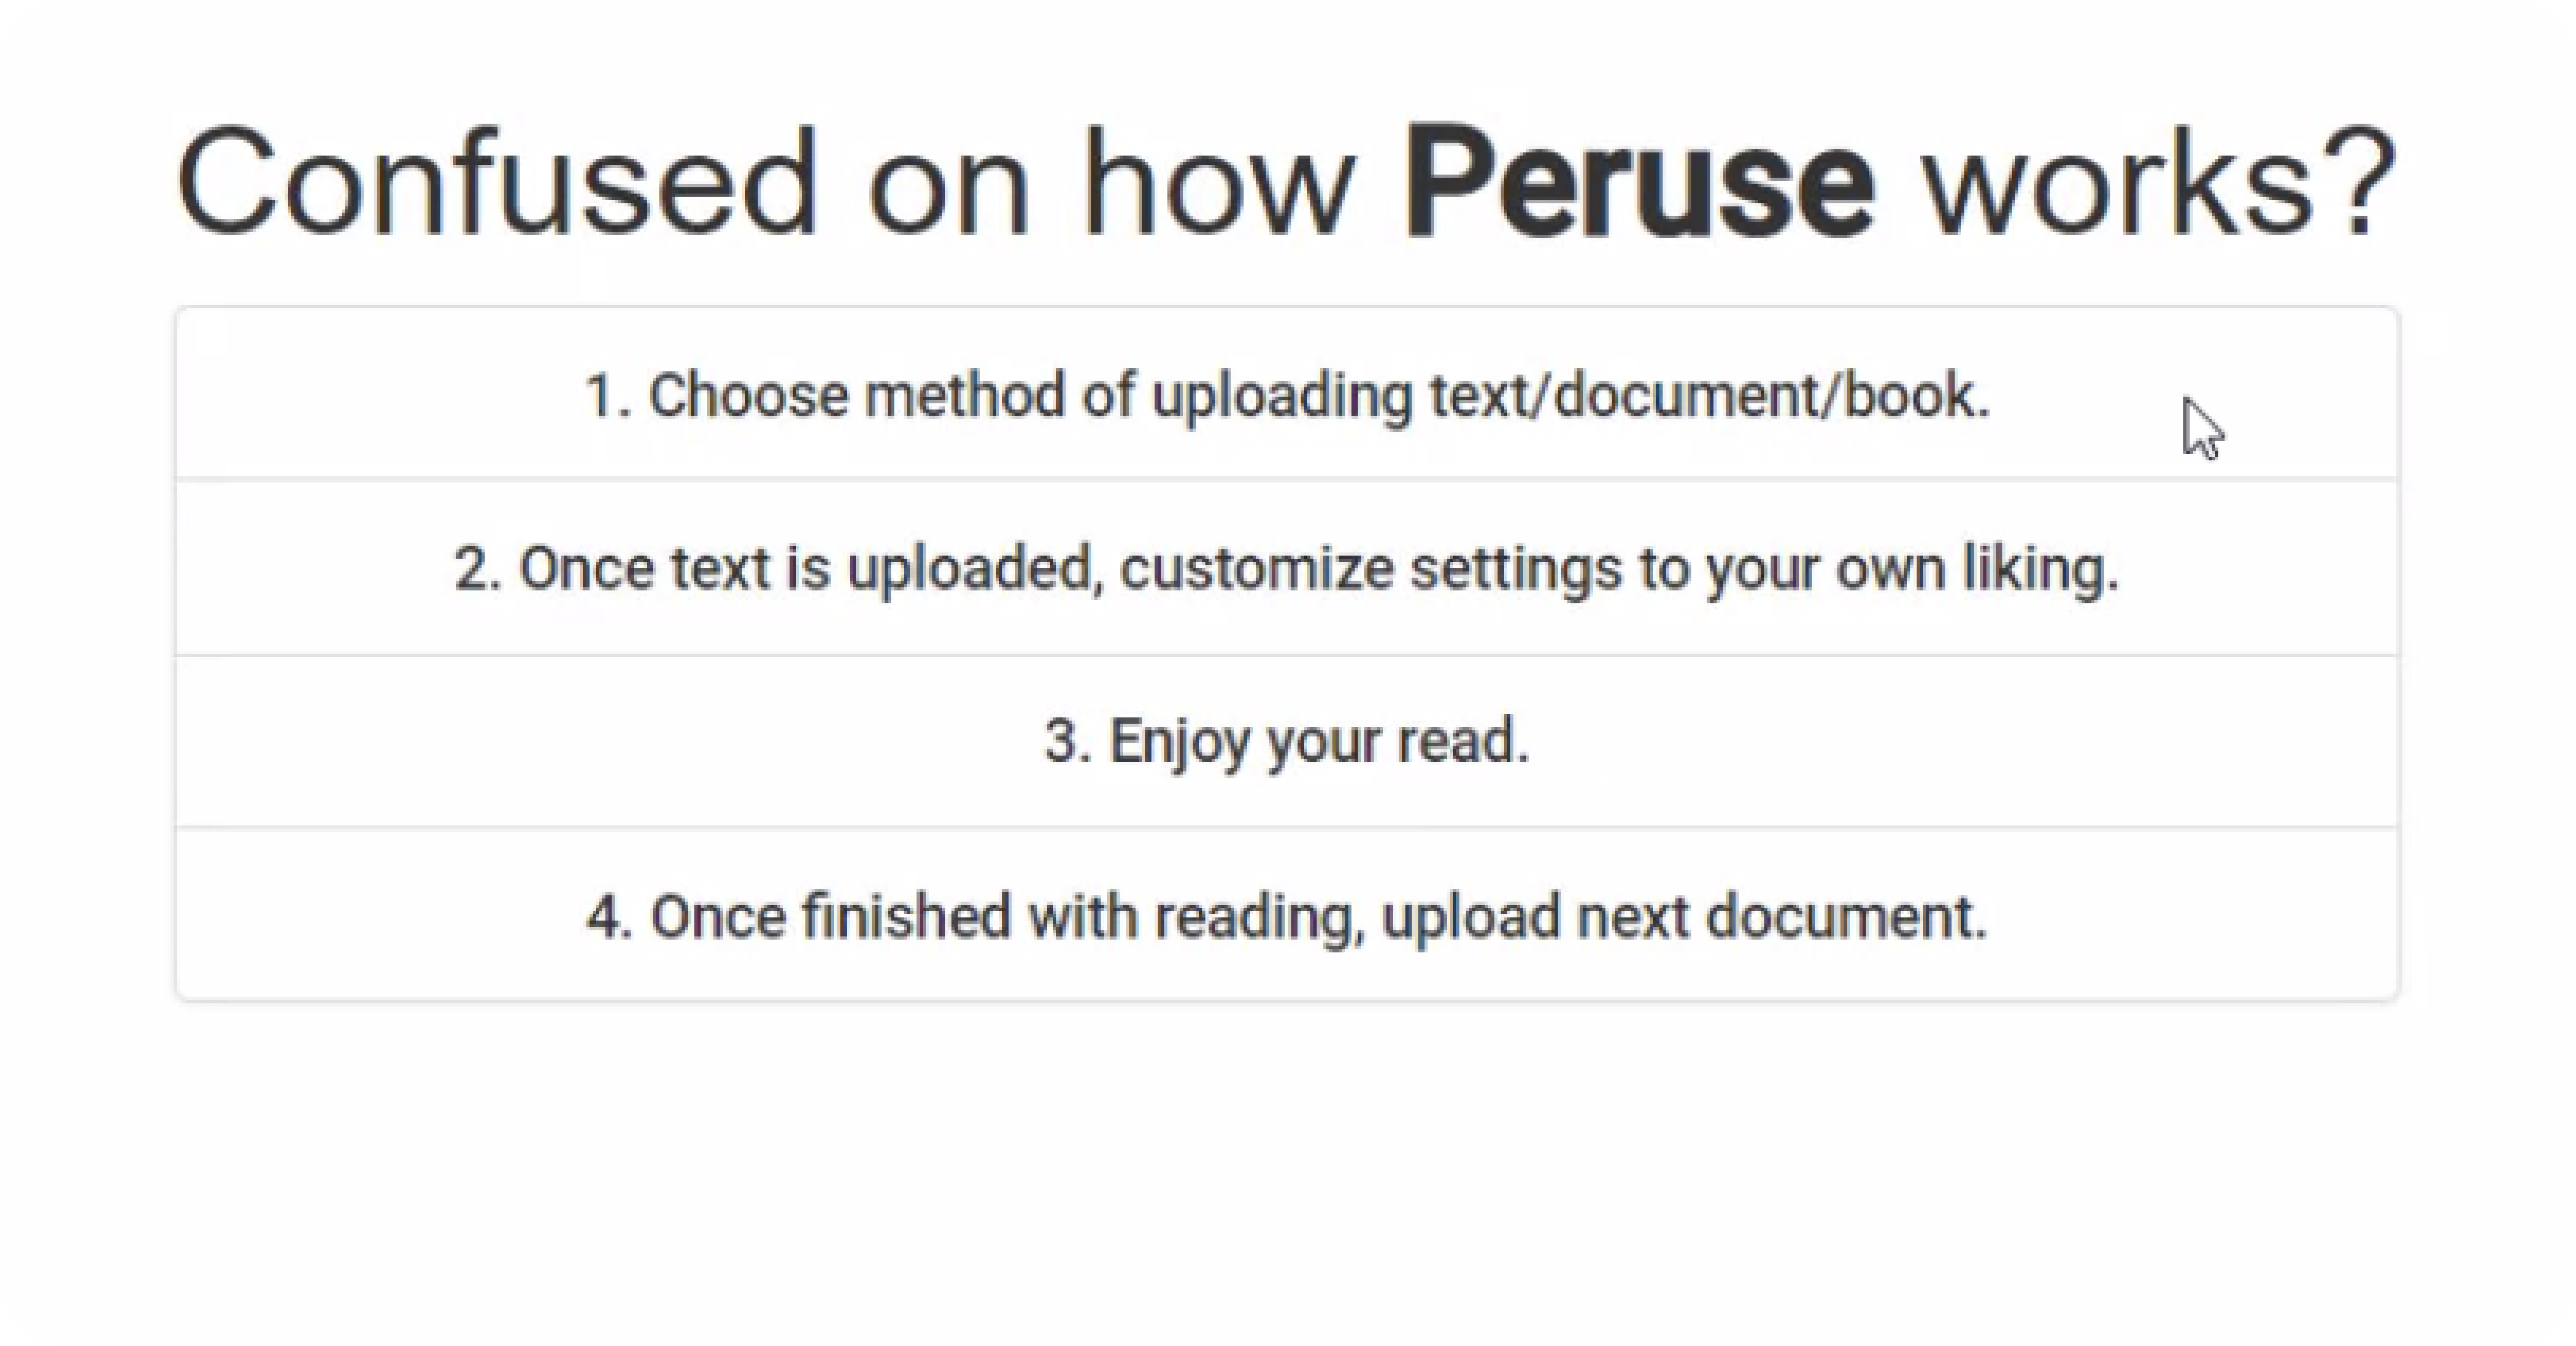 Confused on how Peruse works?
1. Choose method of uploading text/document/book.
2. Once text is uploaded, customize settings to your own liking.
3. Enjoy your read.
4. Once finished with reading, upload next document.